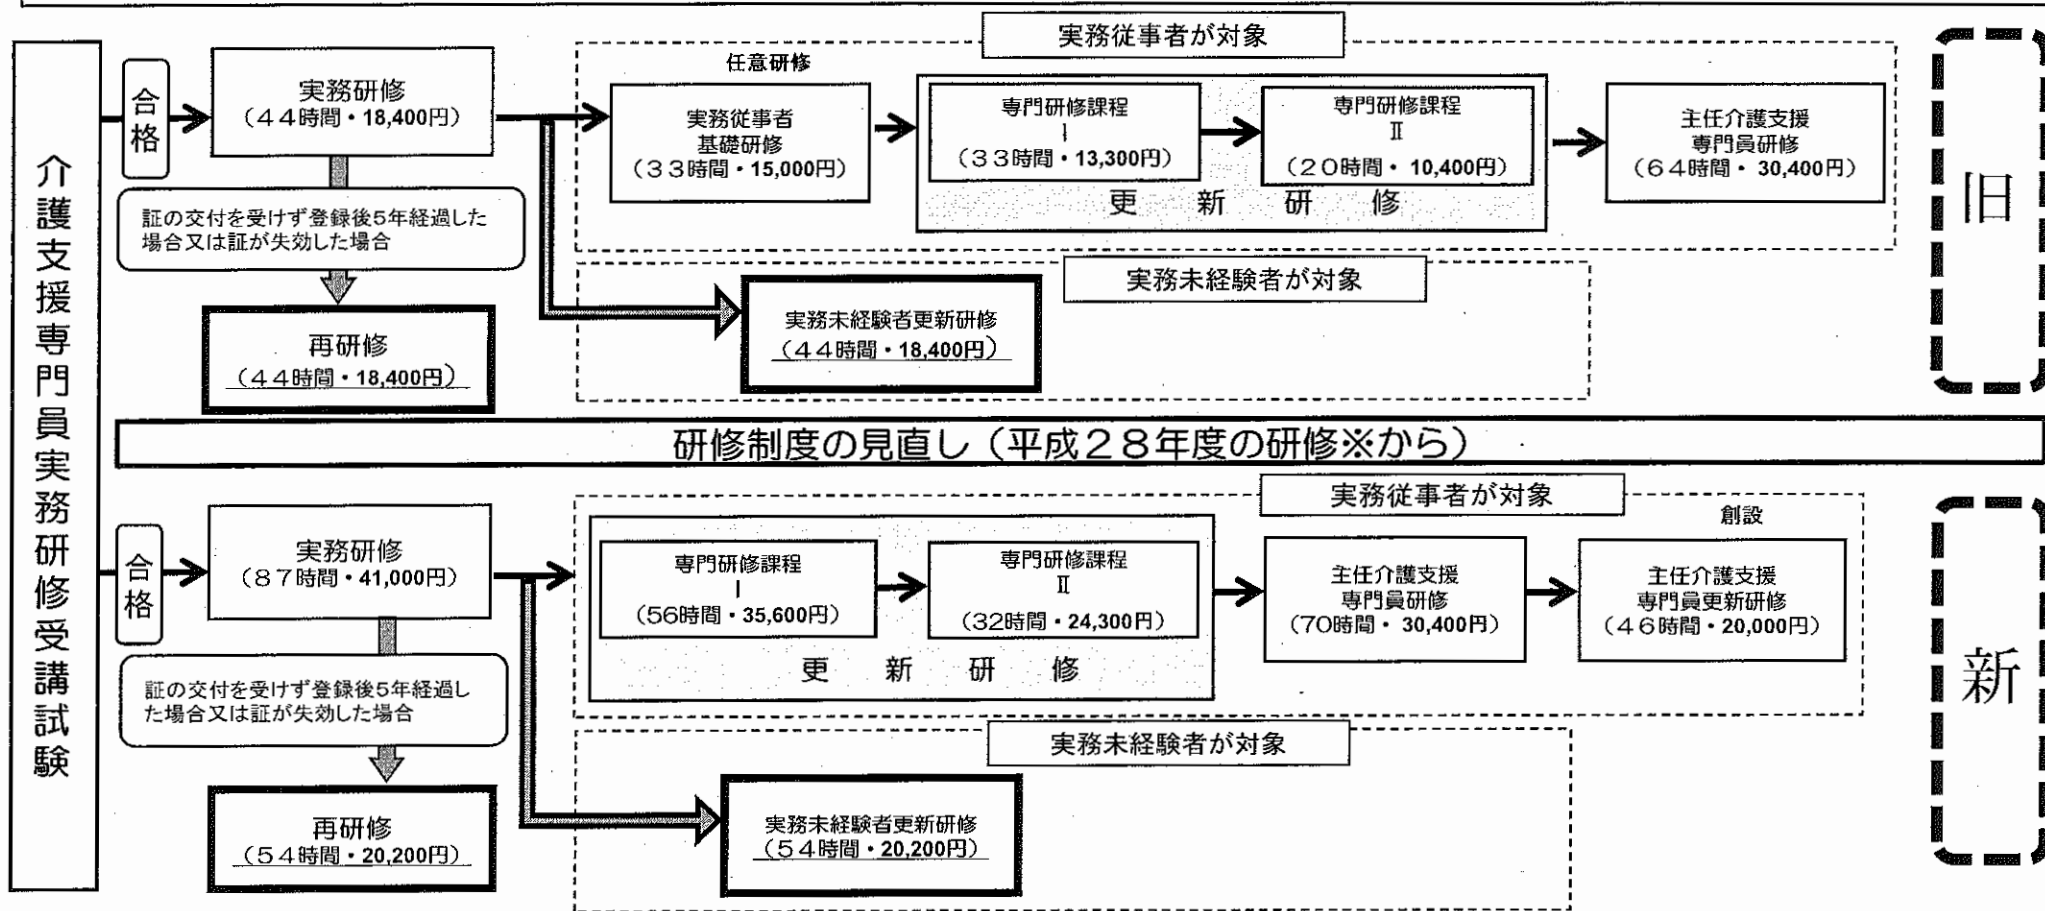 介護支援専門員実務研修受講試験
実務従事者が対象
合格
実務研修
（44時間・18,400円）
任意研修
実務従事者
基礎研修
（33時間・15,000円）
専門研修課程
Ⅰ
（33時間・13,300円）
専門研修課程
Ⅱ
（20時間・ 10,400円）
更新研修
主任介護支援
専門員研修
（64時間・ 30,400円）
旧
証の交付を受けず登録後5年経過した
場合又は証が失効した場合
再研修
（44時間・18,400円）
実務未経験者が対象
実務未経験者更新研修
（44時間・18,400円）
研修制度の見直し（平成２８年度の研修※から）
実務従事者が対象
合格
実務研修
（87時間・41,000円）
専門研修課程
Ⅰ
（56時間・35,600円）
専門研修課程
Ⅱ
（32時間・24,300円）
更新研修
主任介護支援
専門員研修
（70時間・ 30,400円）
創設
主任介護支援
専門員更新研修
（46時間・20,000円）
新
証の交付を受けず登録後5年経過し
た場合又は証が失効した場合
再研修
（54時間・20,200円）
実務未経験者が対象
実務未経験者更新研修
（54時間・20,200円）